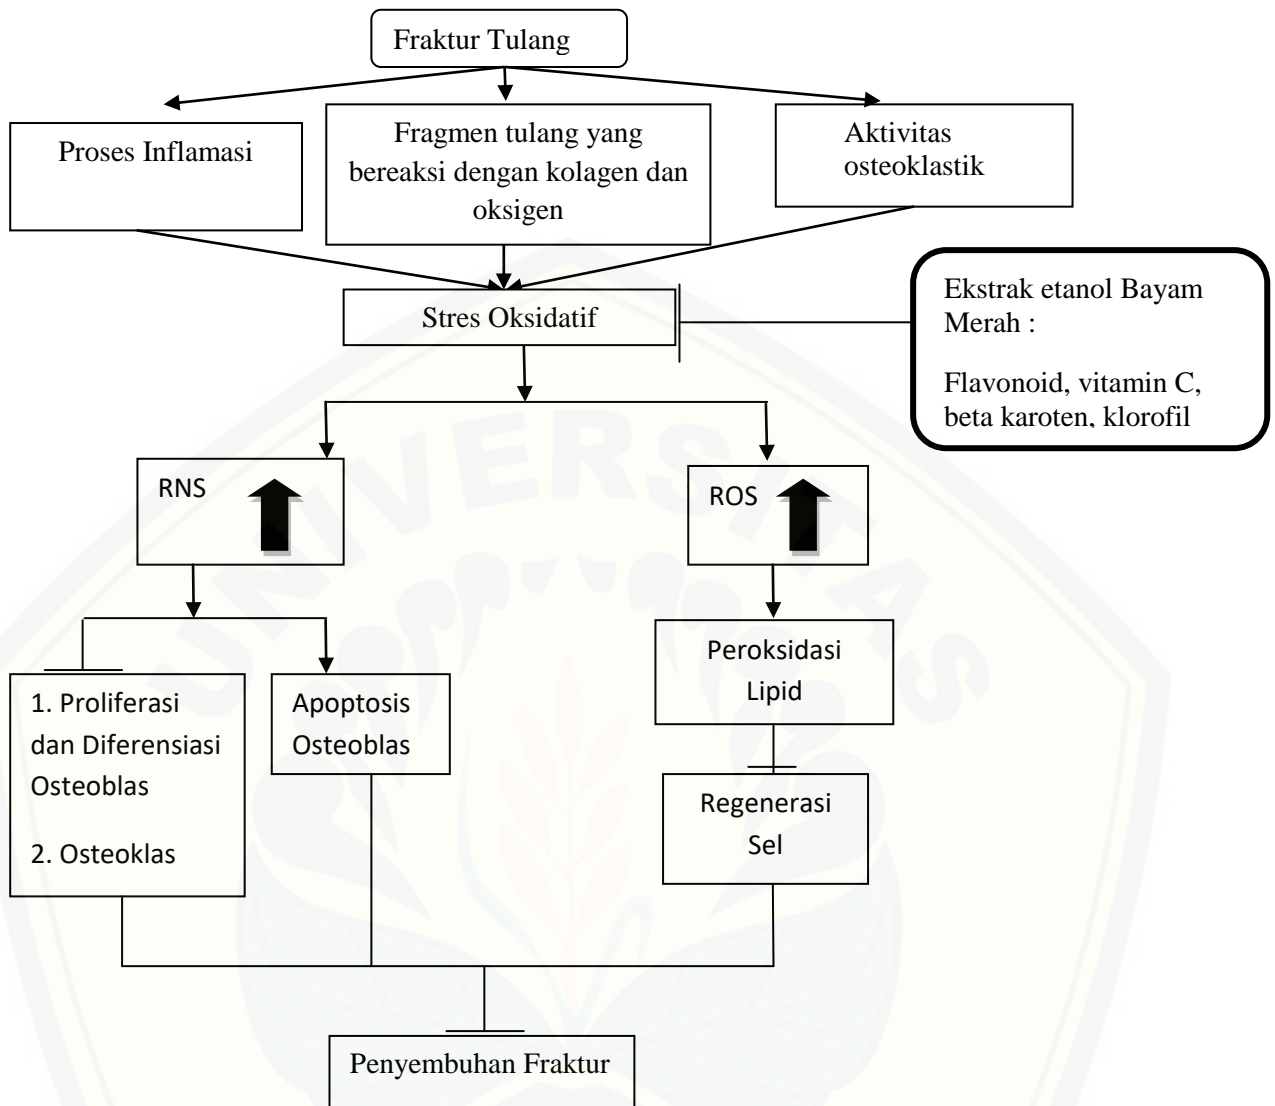 Fraktur Tulang
Proses Inflamasi
Fragmen tulang yang
bereaksi dengan kolagen dan
oksigen
Aktivitas
osteoklastik
Stres Oksidatif
Ekstrak etanol Bayam
Merah :
Flavonoid, vitamin C,
beta karoten, klorofil
RNS
ROS
1. Proliferasi
dan Diferensiasi
Osteoblas
2. Osteoklas
Apoptosis
Osteoblas
Peroksidasi
Lipid
Regenerasi
Sel
Penyembuhan Fraktur
UNIVERSITAS